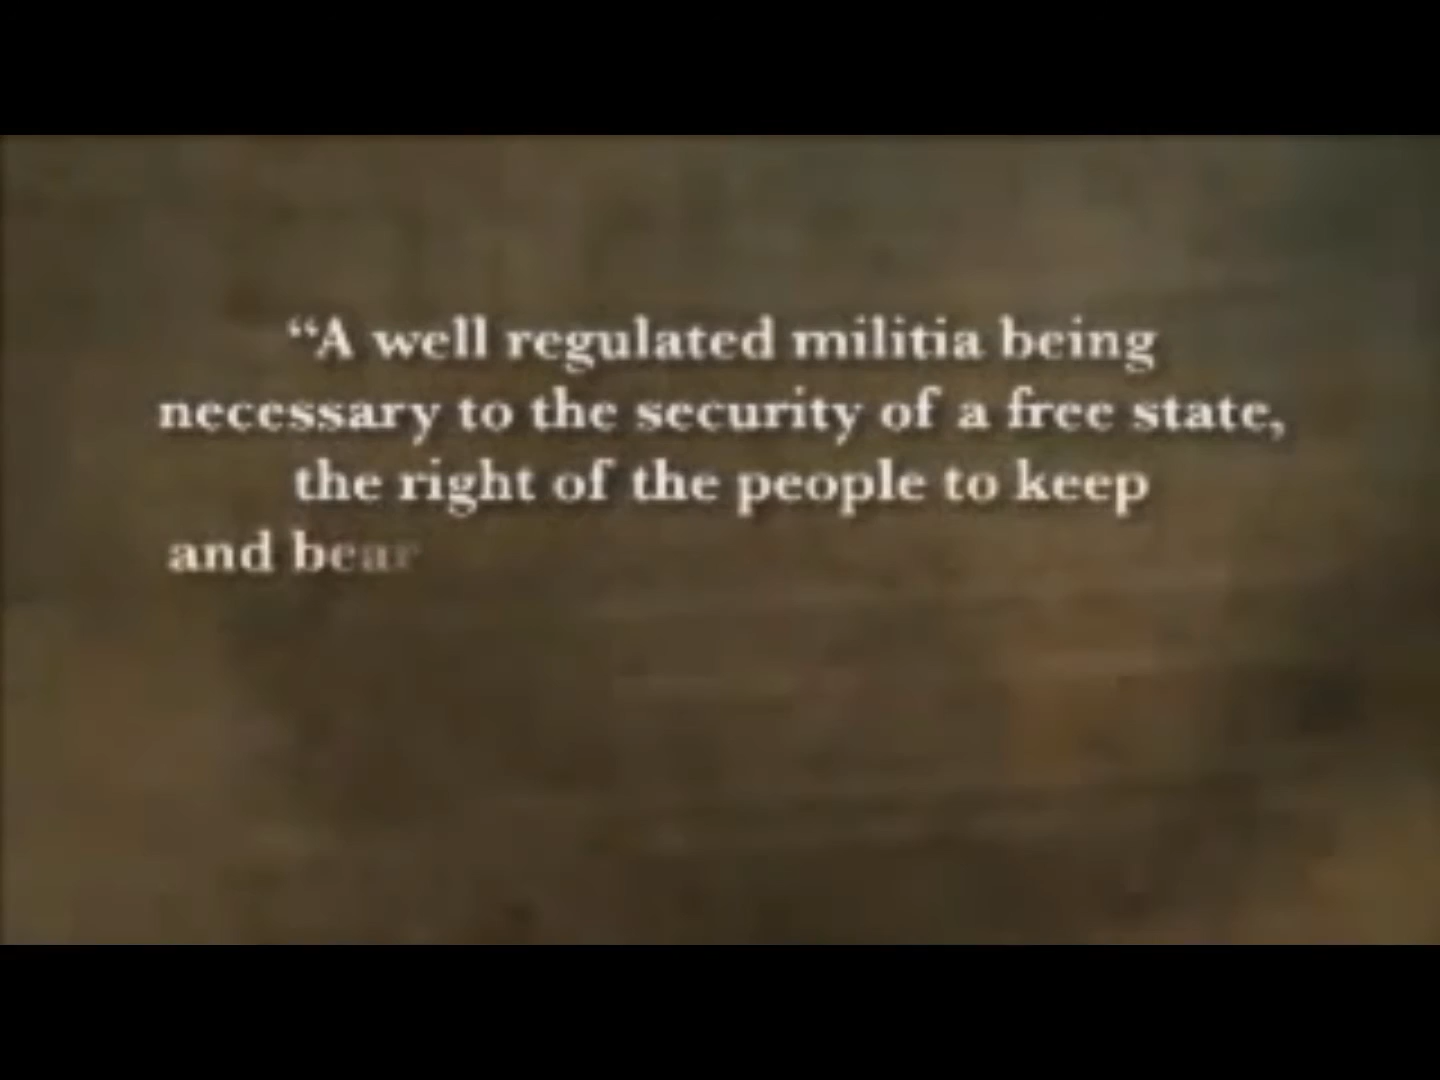 “A well regulated militia being
necessary to the security of a free state,
the right of the people to keep
and bear